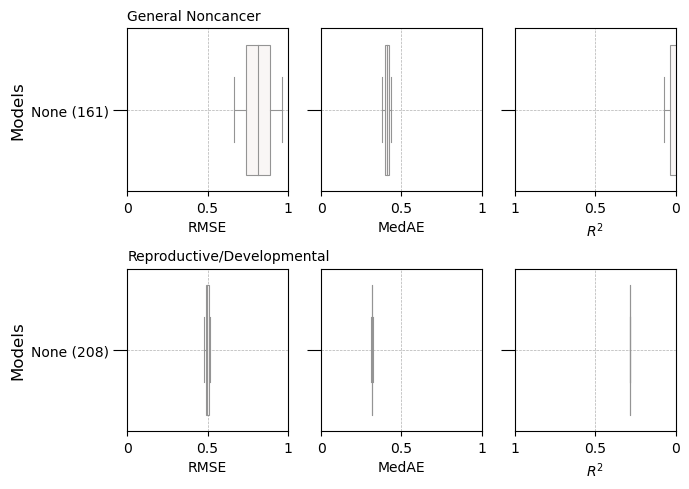 General Noncancer
Models
None (161)
0 0.5 1
RMSE
0 0.5 1
MedAE
1 0.5 0
R²
Reproductive/Developmental
Models
None (208)
0 0.5 1
RMSE
0 0.5 1
MedAE
1 0.5 0
R²